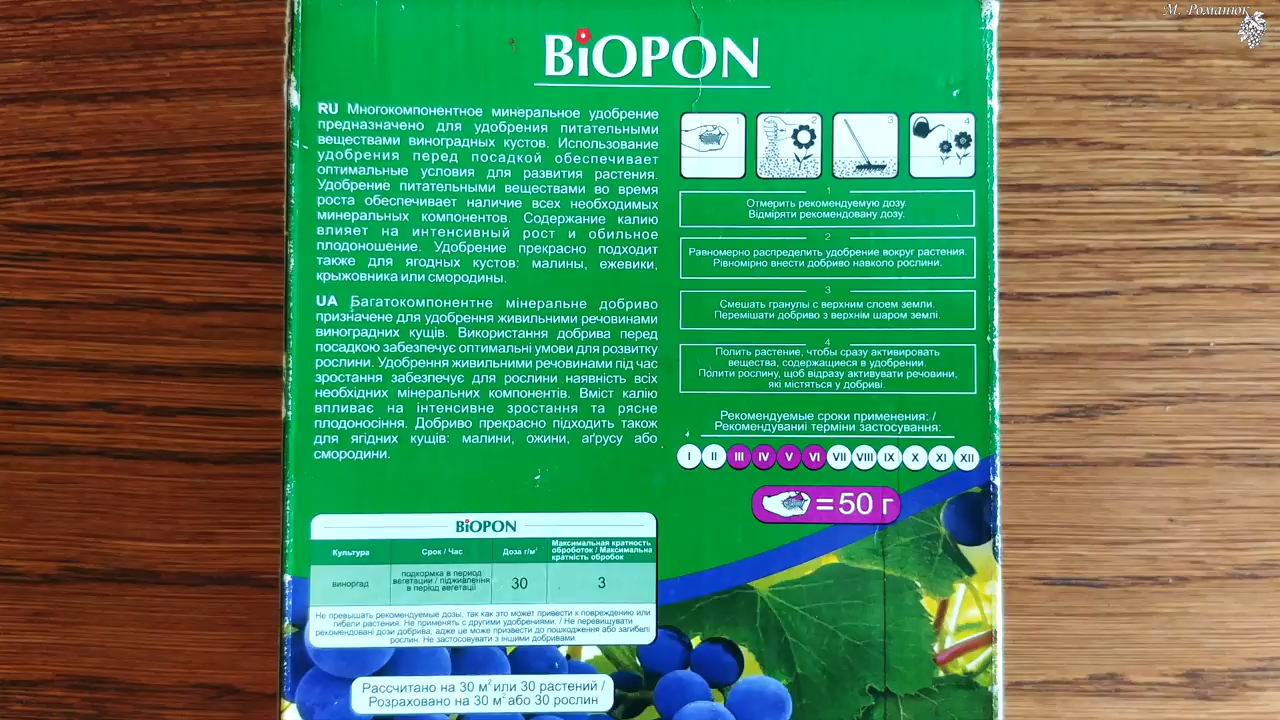 М. Романюк
BIOPON
RU Многокомпонентное минеральное удобрение
предназначено для удобрения питательными
веществами виноградных кустов. Использование
удобрения перед посадкой обеспечивает
оптимальные условия для развития растения.
Удобрение питательными веществами во время
роста обеспечивает наличие всех необходимых
минеральных компонентов. Содержание калию
влияет на интенсивный рост и обильное
плодоношение. Удобрение прекрасно подходит
также для ягодных кустов: малины, ежевики,
крыжовника или смородины.
UA Багатокомпонентне мінеральне добриво
призначене для удобрення живильними речовинами
виноградних кущів. Використання добрива перед
посадкою забезпечує оптимальні умови для розвитку
рослини. Удобрення живильними речовинами під час
зростання забезпечує для рослини наявність всіх
необхідних мінеральних компонентів. Вміст калію
впливає на інтенсивне зростання та рясне
плодоносіння. Добриво прекрасно підходить також
для ягідних кущів: малини, ожини, аґрусу або
смородини.
1 2 3 4
1
Отмерить рекомендуемую дозу.
Відміряти рекомендовану дозу.
2
Равномерно распределить удобрение вокруг растения.
Рівномірно внести добриво навколо рослини.
3
Смешать гранулы с верхним слоем земли.
Перемішати добриво з верхнім шаром землі.
4
Полить растение, чтобы сразу активировать
вещества, содержащиеся в удобрении.
Полити рослину, щоб відразу активувати речовини,
які містяться у добриві.
Рекомендуемые сроки применения: /
Рекомендуваниі терміни застосування:
I II III IV V VI VII VIII IX X XI XII
= 50 г
BIOPON
Культура Срок / Час Доза г/м² Максимальная кратность
обработок / Максимальна
кратність обробок
виноргад подкормка в период
вегетации / підживлення
в період вегетації 30 3
Не превышать рекомендуемые дозы, так как это может привести к повреждению или
гибели растения. Не применять с другими удобрениями. / Не перевищувати
рекомендовані дози добрива, адже це може призвести до пошкодження або загибелі
рослин. Не застосовувати з іншими добривами.
Рассчитано на 30 м² или 30 растений /
Розраховано на 30 м² або 30 рослин